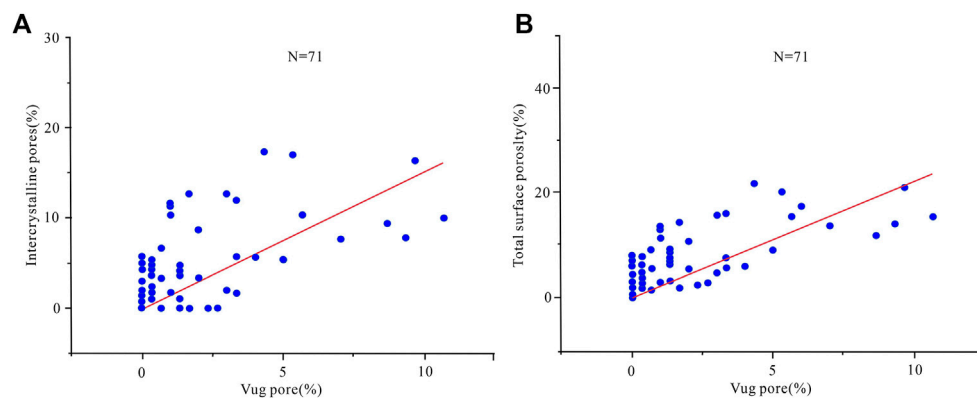 A
30
20
10
0
Intercrystalline pores(%)
N=71
0 5 10
Vug pore(%)
B
40
20
0
Total surface poroslty(%)
N=71
0 5 10
Vug pore(%)